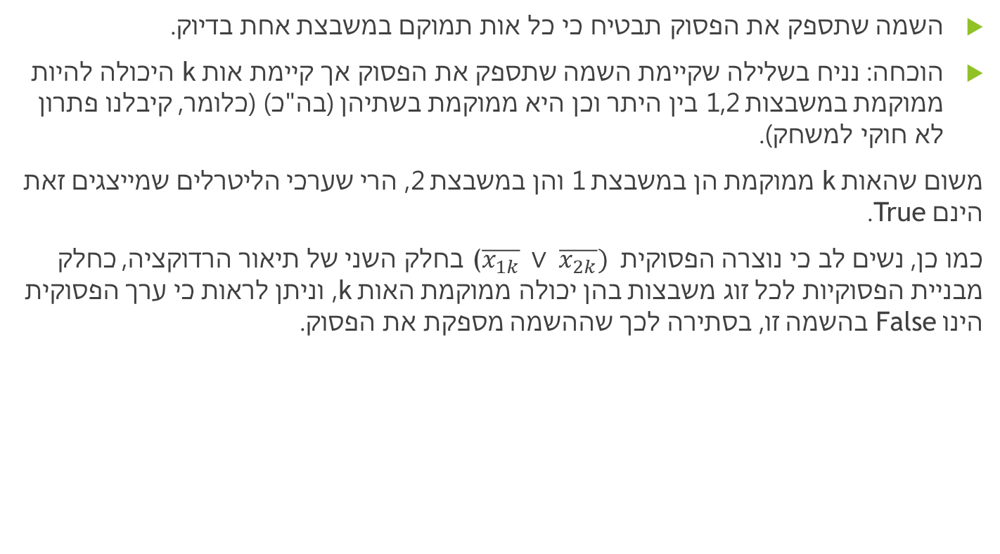 השמה שתספק את הפסוק תבטיח כי כל אות תמוקם במשבצת אחת בדיוק.
הוכחה: נניח בשלילה שקיימת השמה שתספק את הפסוק אך קיימת אות k היכולה להיות
ממוקמת במשבצות 1,2 בין היתר וכן היא ממוקמת בשתיהן (בה"כ) (כלומר, קיבלנו פתרון
לא חוקי למשחק).
משום שהאות k ממוקמת הן במשבצת 1 והן במשבצת 2, הרי שערכי הליטרלים שמייצגים זאת
הינם True.
כמו כן, נשים לב כי נוצרה הפסוקית $(\overline{x_{1k}} \vee \overline{x_{2k}})$ בחלק השני של תיאור הרדוקציה, כחלק
מבניית הפסוקיות לכל זוג משבצות בהן יכולה ממוקמת האות k, וניתן לראות כי ערך הפסוקית
הינו False בהשמה זו, בסתירה לכך שההשמה מספקת את הפסוק.